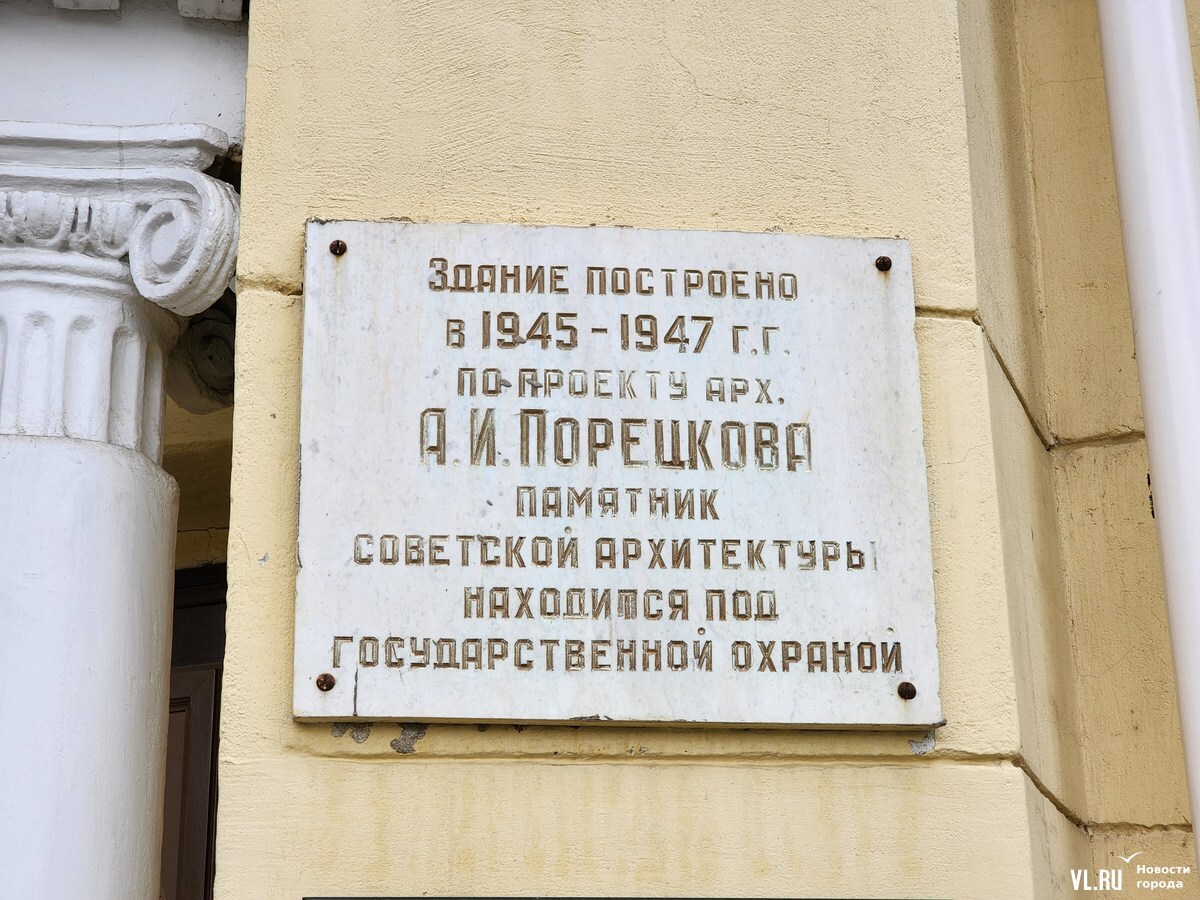 Здание построено
в 1945-1947 г.г.
по проекту арх.
А.И.Порецкова
памятник
советской архитектуры
находится под
государственной охраной
VL.RU Новости
города